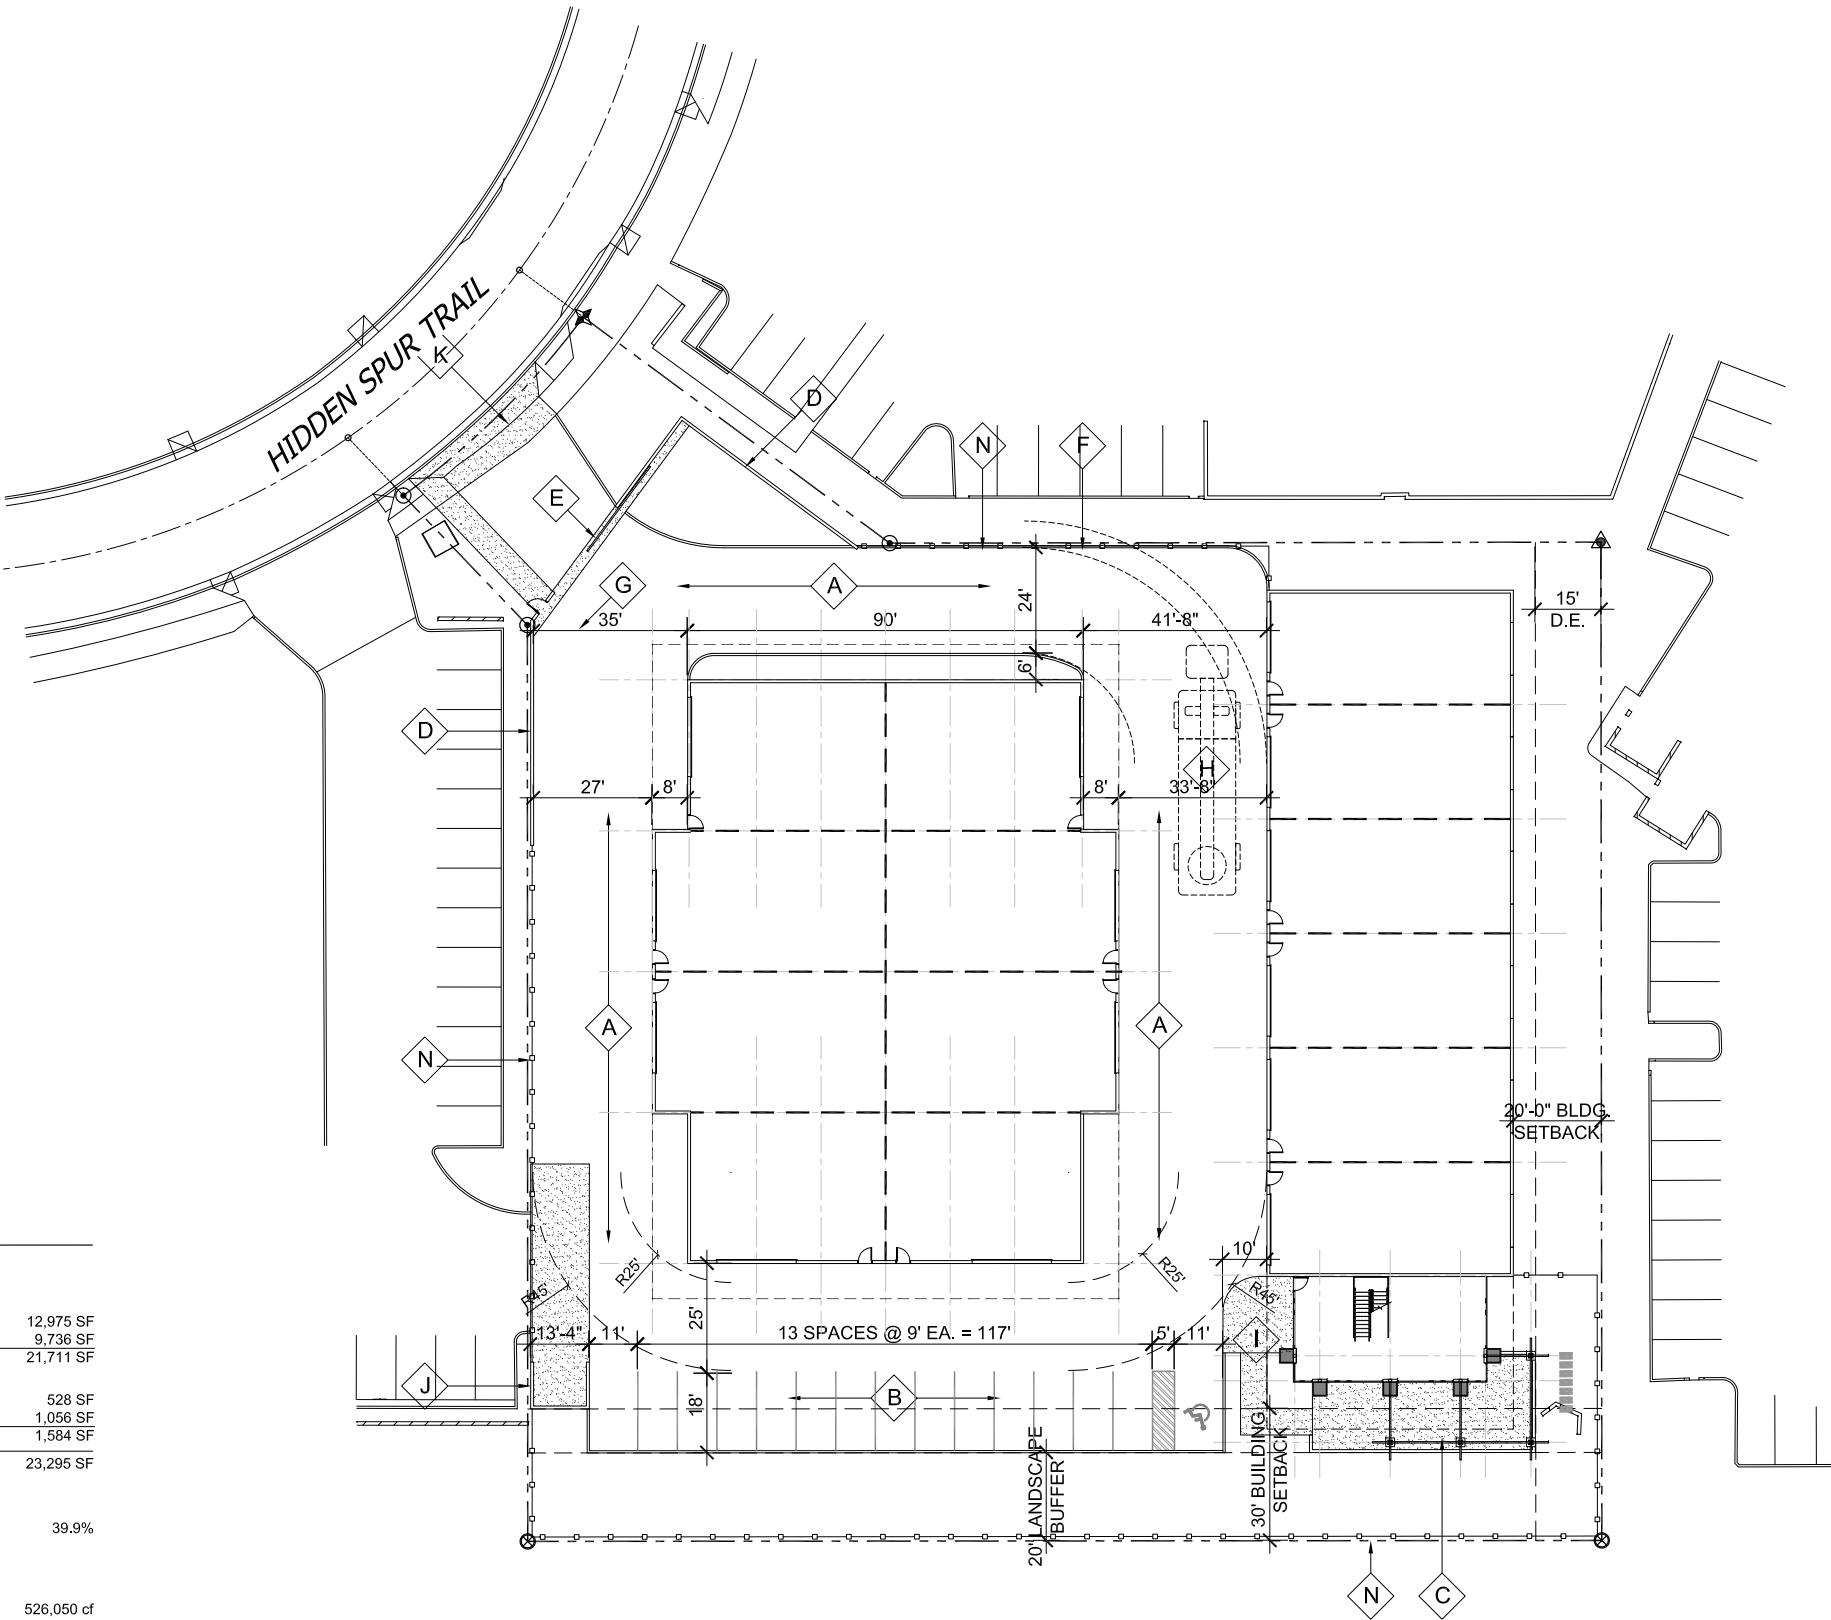 HIDDEN SPUR TRAIL
K
D
N
F
E
G
A
35'
90'
41'-8"
24'
6'
15'
D.E.
D
27'
8'
8'
33'-8"
H
A
A
N
20'-0" BLDG.
SETBACK
R25'
R25'
R45'
R45'
10'
25'
13'-4"
11'
13 SPACES @ 9' EA. = 117'
5'
11'
I
J
18'
B
20' LANDSCAPE
BUFFER
30' BUILDING
SETBACK
N
C
12,975 SF
9,736 SF
21,711 SF
528 SF
1,056 SF
1,584 SF
23,295 SF
39.9%
526,050 cf